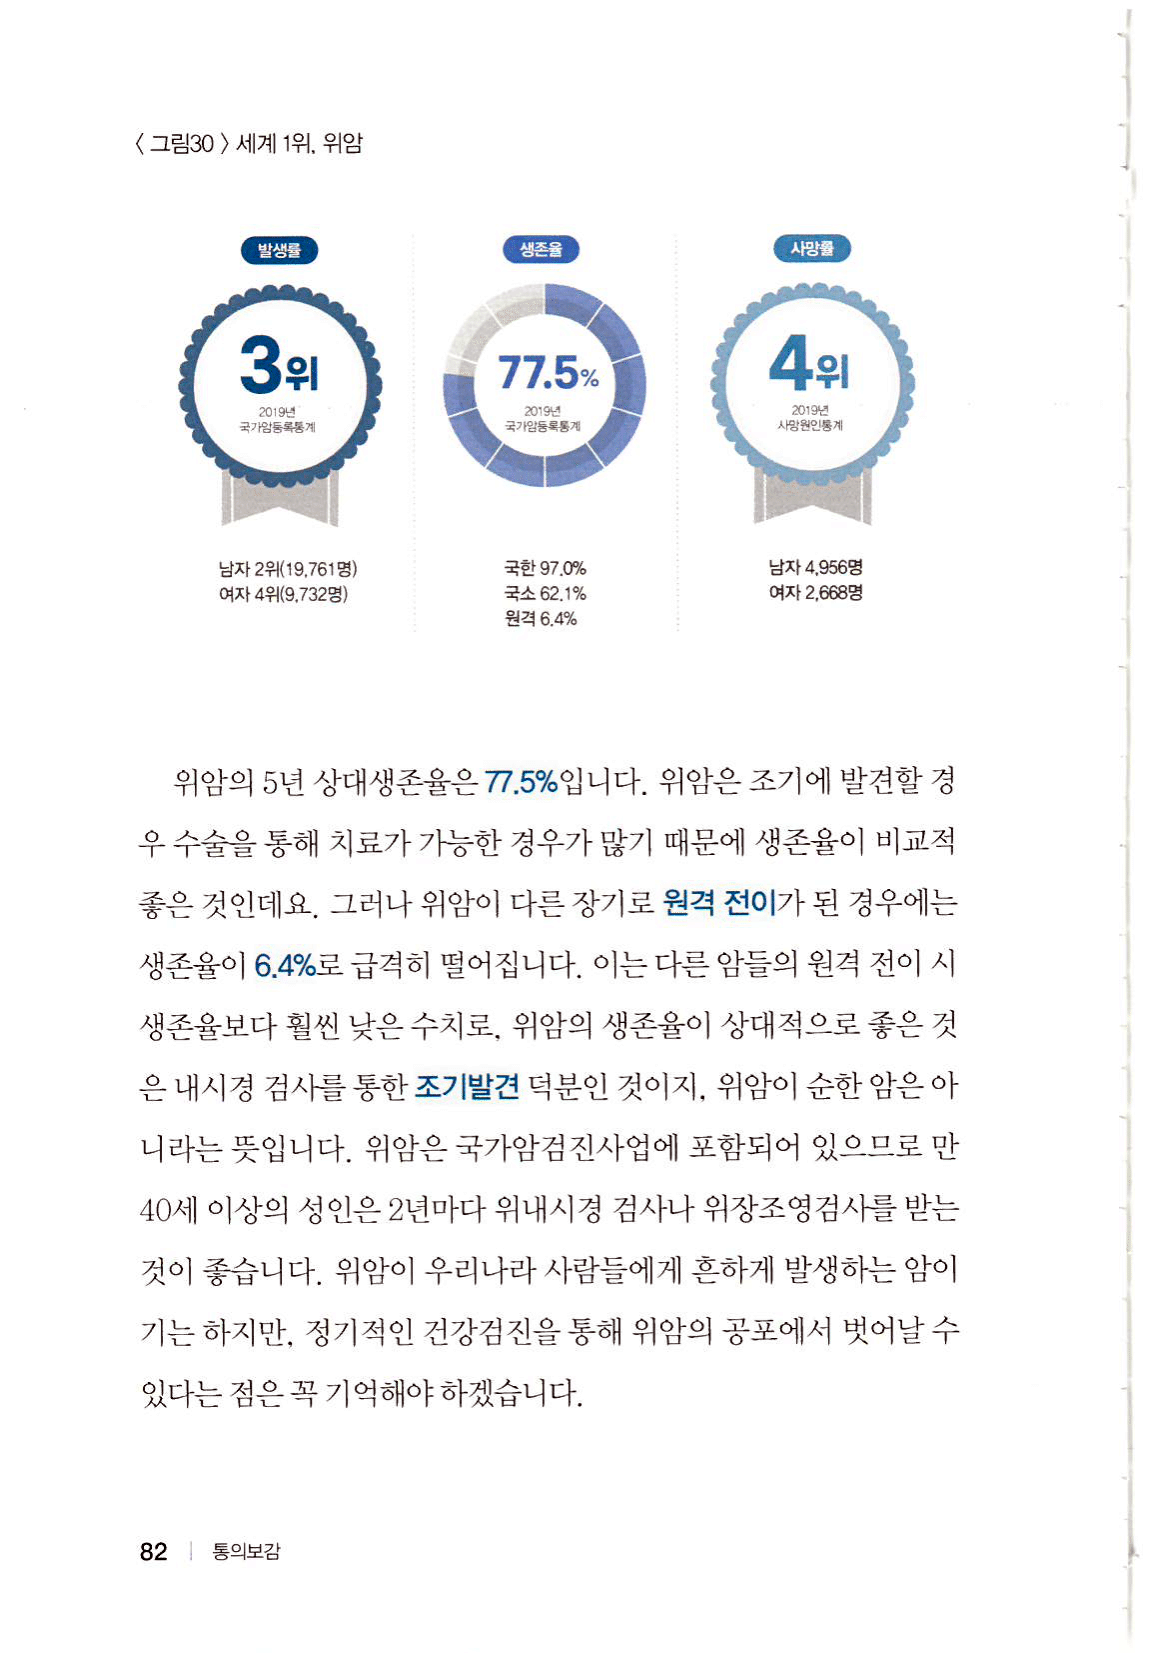 〈 그림30 〉 세계 1위, 위암
발생률
3위
2019년
국가암등록통계
남자 2위(19,761명)
여자 4위(9,732명)
생존율
77.5%
2019년
국가암등록통계
국한 97.0%
국소 62.1%
원격 6.4%
사망률
4위
2019년
사망원인통계
남자 4,956명
여자 2,668명
위암의 5년 상대생존율은 77.5%입니다. 위암은 조기에 발견할 경
우 수술을 통해 치료가 가능한 경우가 많기 때문에 생존율이 비교적
좋은 것인데요. 그러나 위암이 다른 장기로 원격 전이가 된 경우에는
생존율이 6.4%로 급격히 떨어집니다. 이는 다른 암들의 원격 전이 시
생존율보다 훨씬 낮은 수치로, 위암의 생존율이 상대적으로 좋은 것
은 내시경 검사를 통한 조기발견 덕분인 것이지, 위암이 순한 암은 아
니라는 뜻입니다. 위암은 국가암검진사업에 포함되어 있으므로 만
40세 이상의 성인은 2년마다 위내시경 검사나 위장조영검사를 받는
것이 좋습니다. 위암이 우리나라 사람들에게 흔하게 발생하는 암이
기는 하지만, 정기적인 건강검진을 통해 위암의 공포에서 벗어날 수
있다는 점은 꼭 기억해야 하겠습니다.
82 | 통의보감